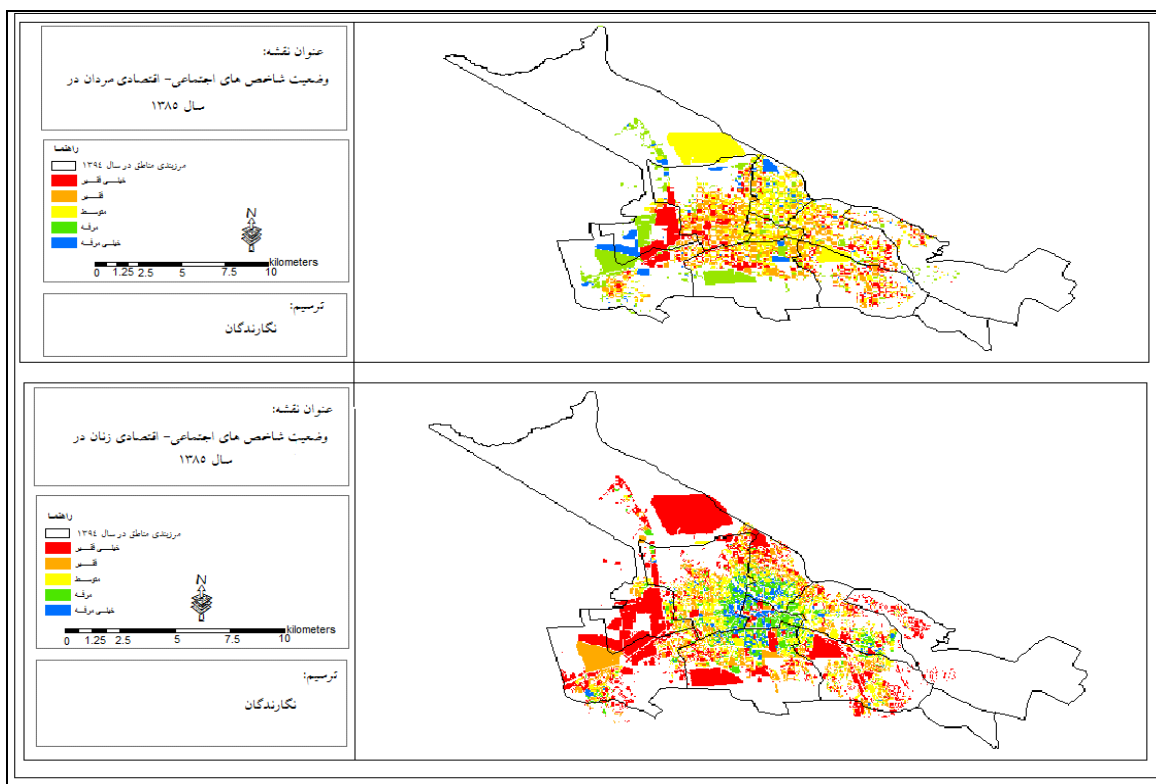 عنوان نقشه:
وضعیت شاخص های اجتماعی- اقتصادی مردان در
سال ۱۳۸۵
راهنما
مرزبندی مناطق در سال ۱۳۹٤
خیلی فقیر
فقیر
متوسط
مرفه
خیلی مرفه
N
kilometers
0 1.25 2.5 5 7.5 10
ترسیم:
نگارندگان
عنوان نقشه:
وضعیت شاخص های اجتماعی- اقتصادی زنان در
سال ۱۳۸۵
راهنما
مرزبندی مناطق در سال ۱۳۹٤
خیلی فقیر
فقیر
متوسط
مرفه
خیلی مرفه
N
kilometers
0 1.25 2.5 5 7.5 10
ترسیم:
نگارندگان